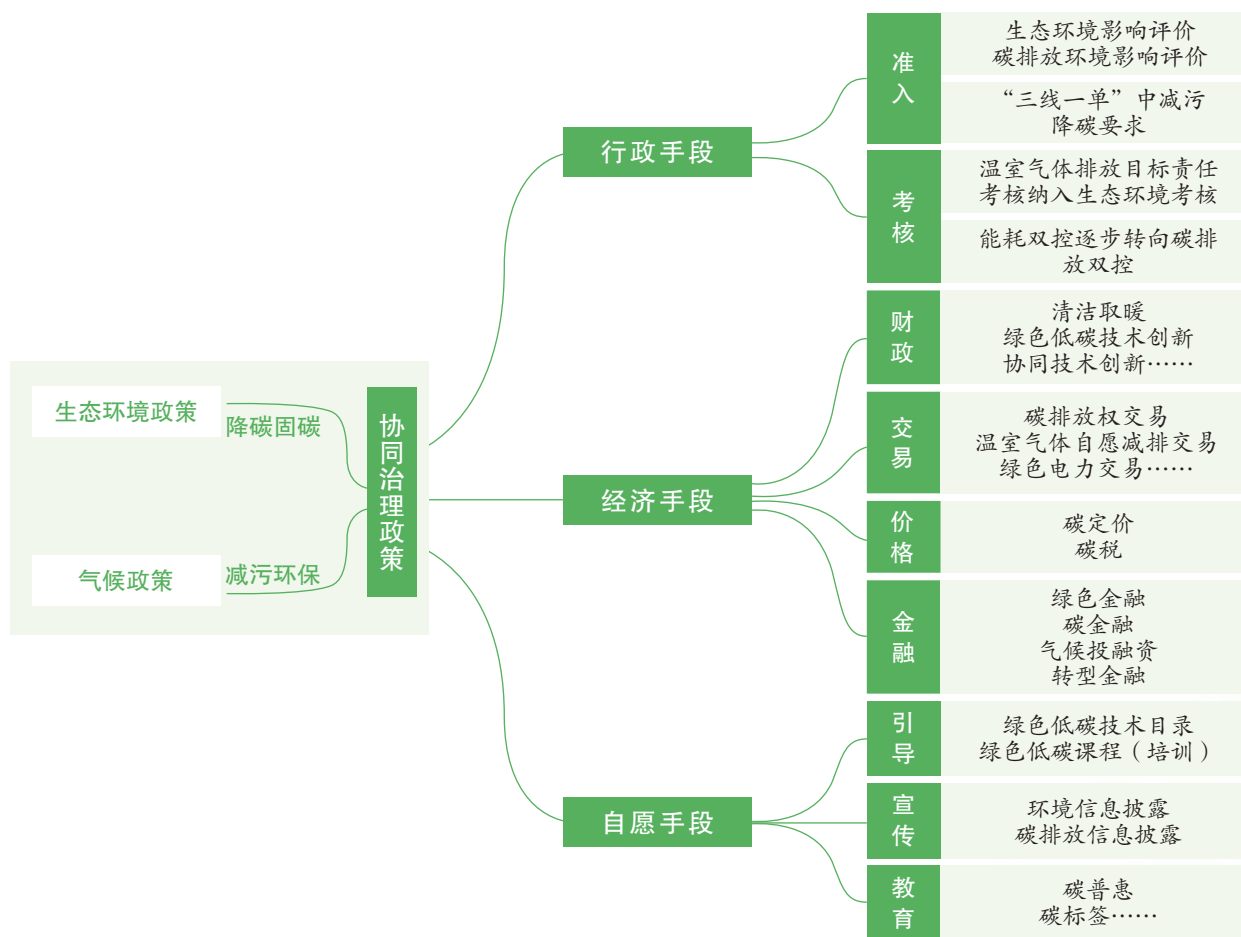 生态环境政策
降碳固碳
气候政策
减污环保
协同治理政策
行政手段
准入
生态环境影响评价
碳排放环境影响评价
“三线一单”中减污
降碳要求
考核
温室气体排放目标责任
考核纳入生态环境考核
能耗双控逐步转向碳排
放双控
经济手段
财政
清洁取暖
绿色低碳技术创新
协同技术创新……
交易
碳排放权交易
温室气体自愿减排交易
绿色电力交易……
价格
碳定价
碳税
金融
绿色金融
碳金融
气候投融资
转型金融
自愿手段
引导
绿色低碳技术目录
绿色低碳课程（培训）
宣传
环境信息披露
碳排放信息披露
教育
碳普惠
碳标签……